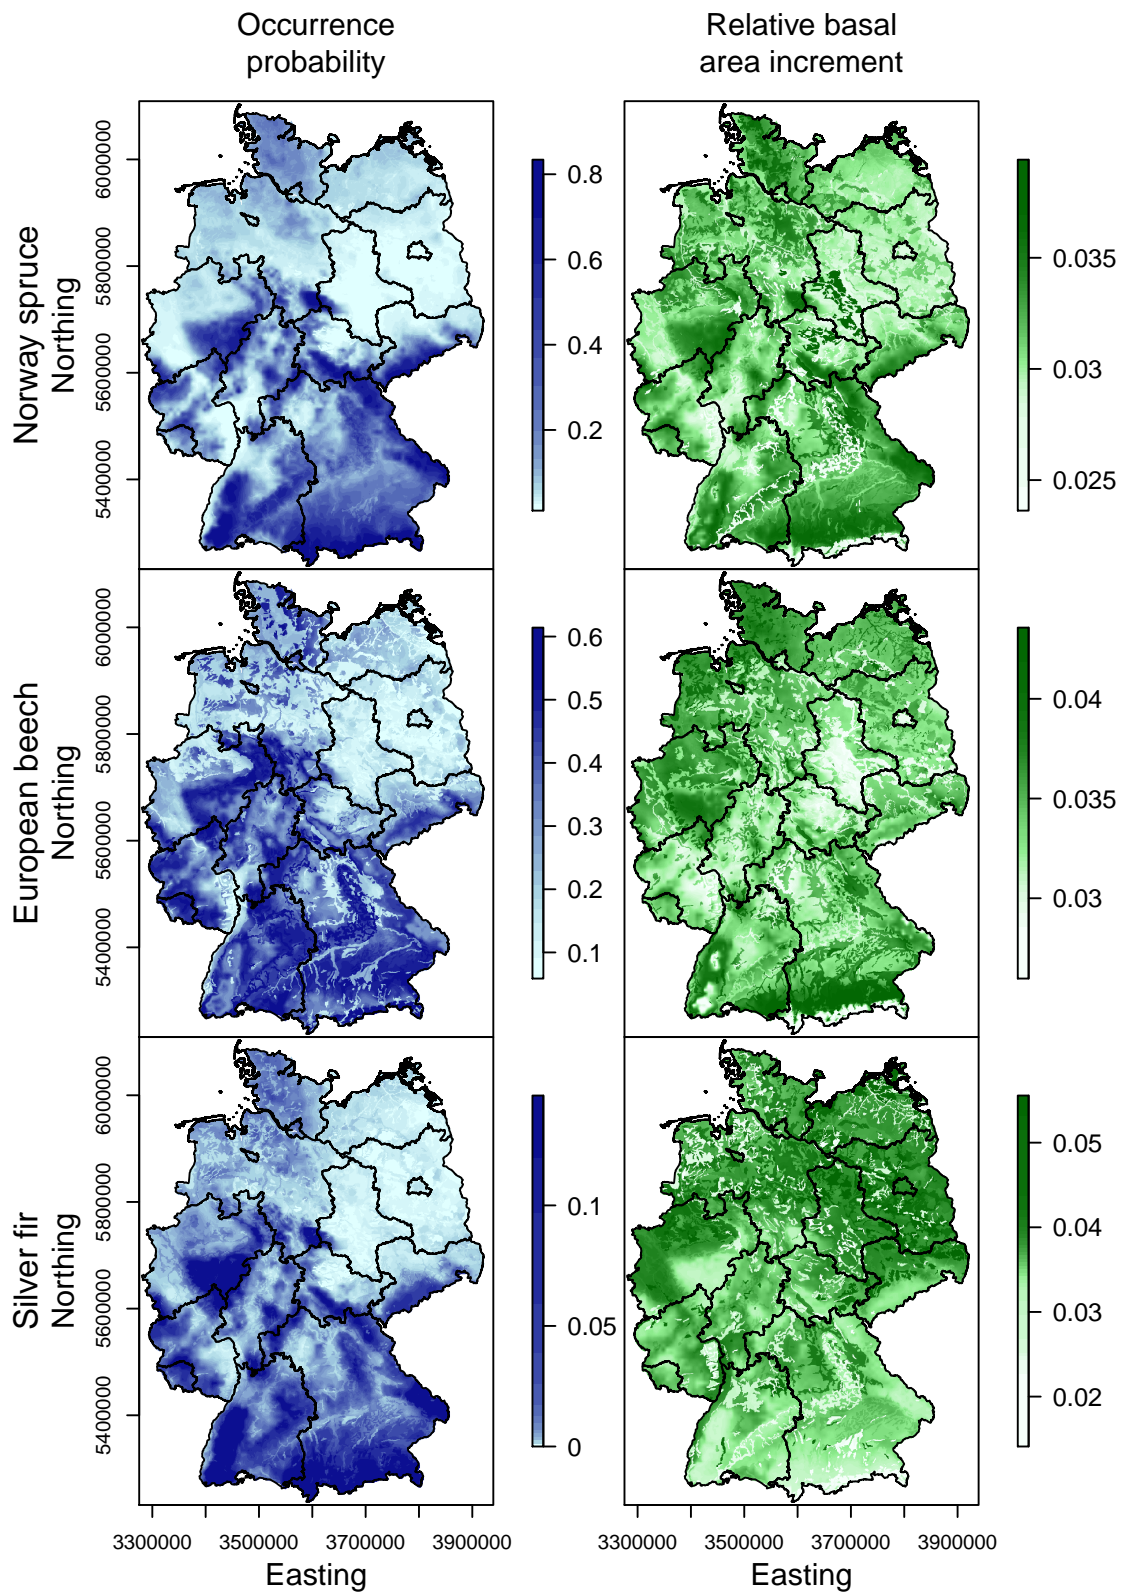 Occurrence
probability
Relative basal
area increment
Norway spruce
Northing
6000000
5800000
5600000
5400000
0.8
0.6
0.4
0.2
0.035
0.03
0.025
European beech
Northing
6000000
5800000
5600000
5400000
0.6
0.5
0.4
0.3
0.2
0.1
0.04
0.035
0.03
Silver fir
Northing
6000000
5800000
5600000
5400000
0.1
0.05
0
0.05
0.04
0.03
0.02
3300000 3500000 3700000 3900000
Easting
3300000 3500000 3700000 3900000
Easting